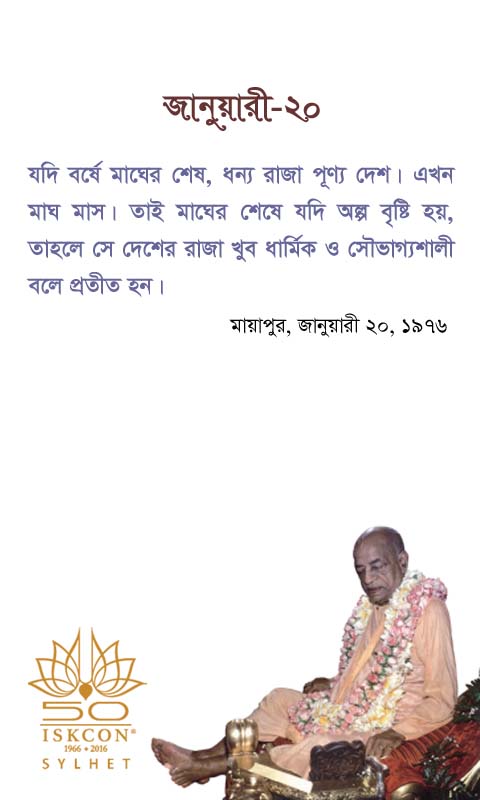 জানুয়ারী-২০
যদি বর্ষে মাঘের শেষ, ধন্য রাজা পূণ্য দেশ। এখন
মাঘ মাস। তাই মাঘের শেষে যদি অল্প বৃষ্টি হয়,
তাহলে সে দেশের রাজা খুব ধার্মিক ও সৌভাগ্যশালী
বলে প্রতীত হন।
মায়াপুর, জানুয়ারী ২০, ১৯৭৬
50
ISKCON®
1966 • 2016
SYLHET